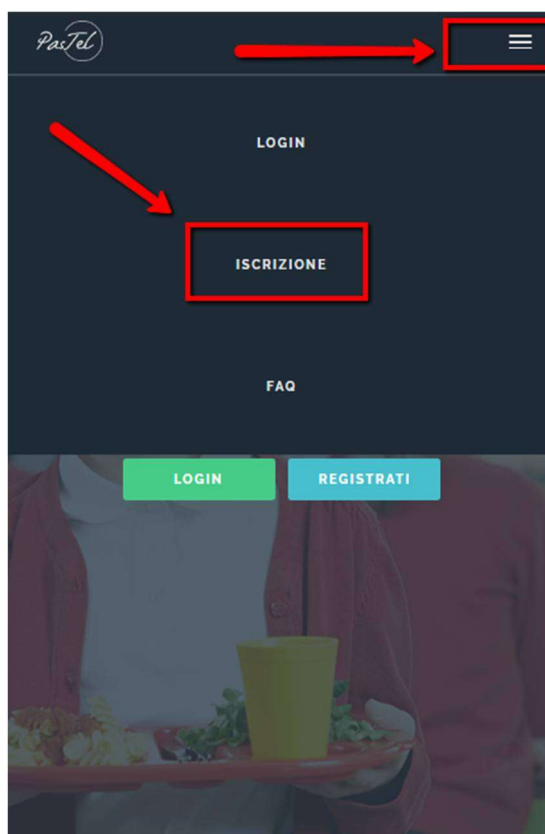 PasTel
LOGIN
ISCRIZIONE
FAQ
LOGIN
REGISTRATI